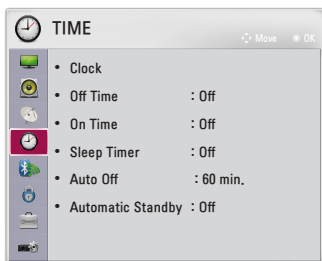 TIME
Move OK
• Clock
• Off Time : Off
• On Time : Off
• Sleep Timer : Off
• Auto Off : 60 min.
• Automatic Standby : Off